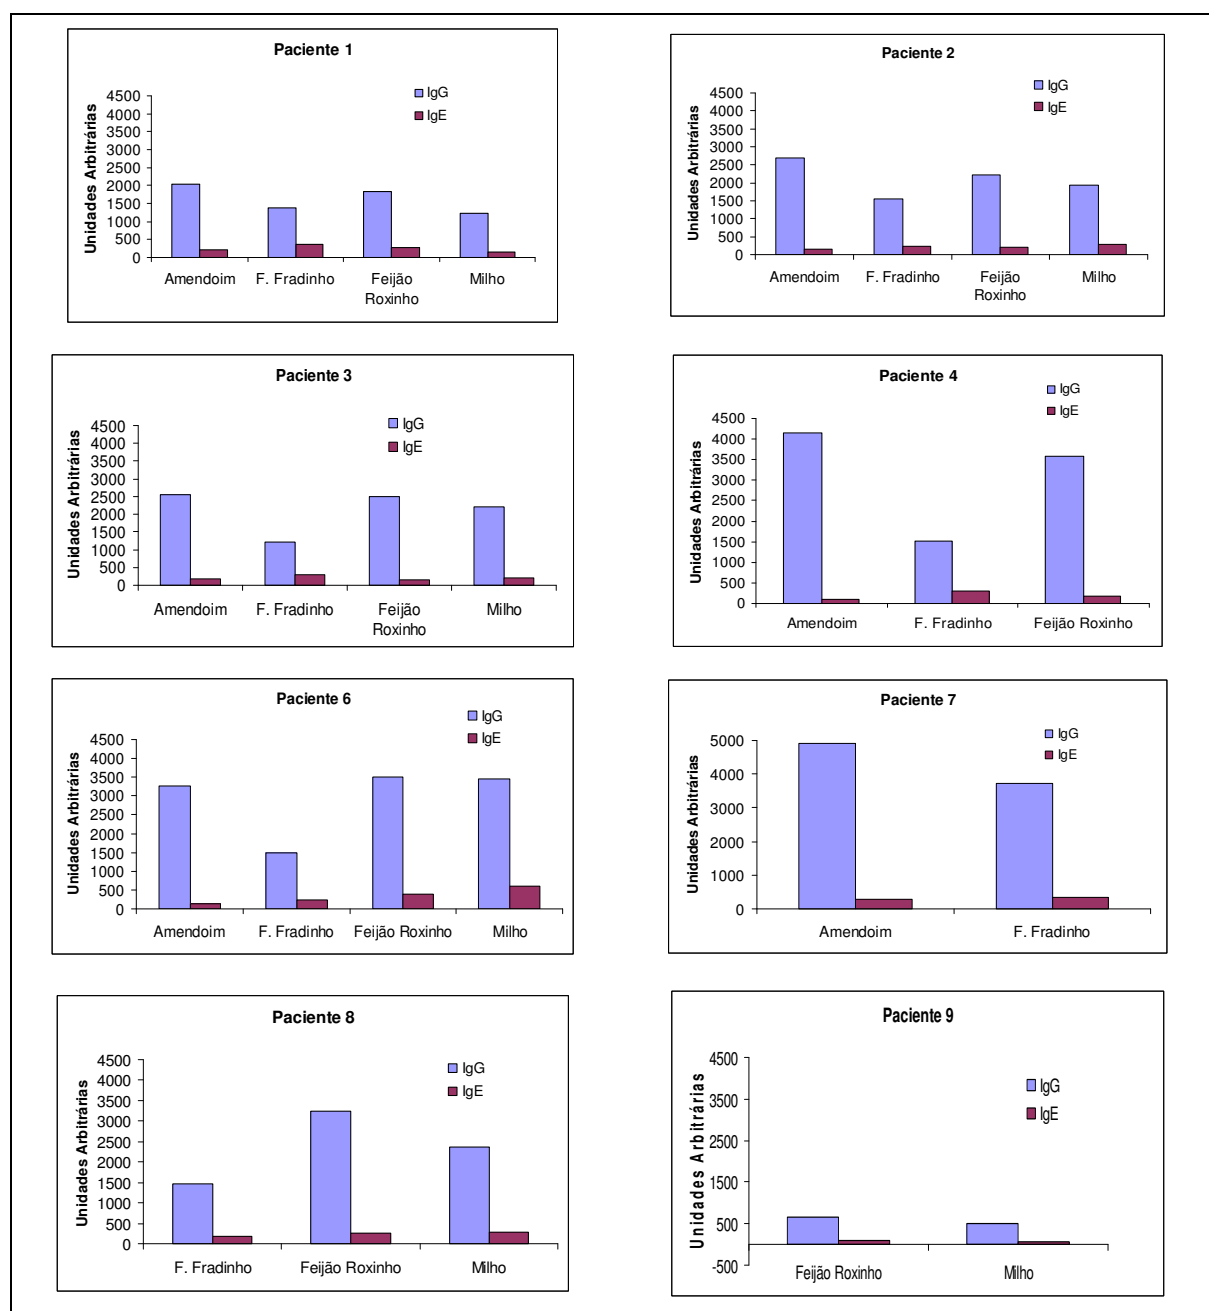 Paciente 1
Unidades Arbitrárias
4500
4000
3500
3000
2500
2000
1500
1000
500
0
IgG
IgE
Amendoim F. Fradinho Feijão Roxinho Milho
Paciente 2
Unidades Arbitrárias
4500
4000
3500
3000
2500
2000
1500
1000
500
0
IgG
IgE
Amendoim F. Fradinho Feijão Roxinho Milho
Paciente 3
Unidades Arbitrárias
4500
4000
3500
3000
2500
2000
1500
1000
500
0
IgG
IgE
Amendoim F. Fradinho Feijão Roxinho Milho
Paciente 4
Unidades Arbitrárias
4500
4000
3500
3000
2500
2000
1500
1000
500
0
IgG
IgE
Amendoim F. Fradinho Feijão Roxinho
Paciente 6
Unidades Arbitrárias
4500
4000
3500
3000
2500
2000
1500
1000
500
0
IgG
IgE
Amendoim F. Fradinho Feijão Roxinho Milho
Paciente 7
Unidades Arbitrárias
5000
4000
3000
2000
1000
0
IgG
IgE
Amendoim F. Fradinho
Paciente 8
Unidades Arbitrárias
4500
4000
3500
3000
2500
2000
1500
1000
500
0
IgG
IgE
F. Fradinho Feijão Roxinho Milho
Paciente 9
Unidades Arbitrárias
4500
3500
2500
1500
500
-500
IgG
IgE
Feijão Roxinho Milho